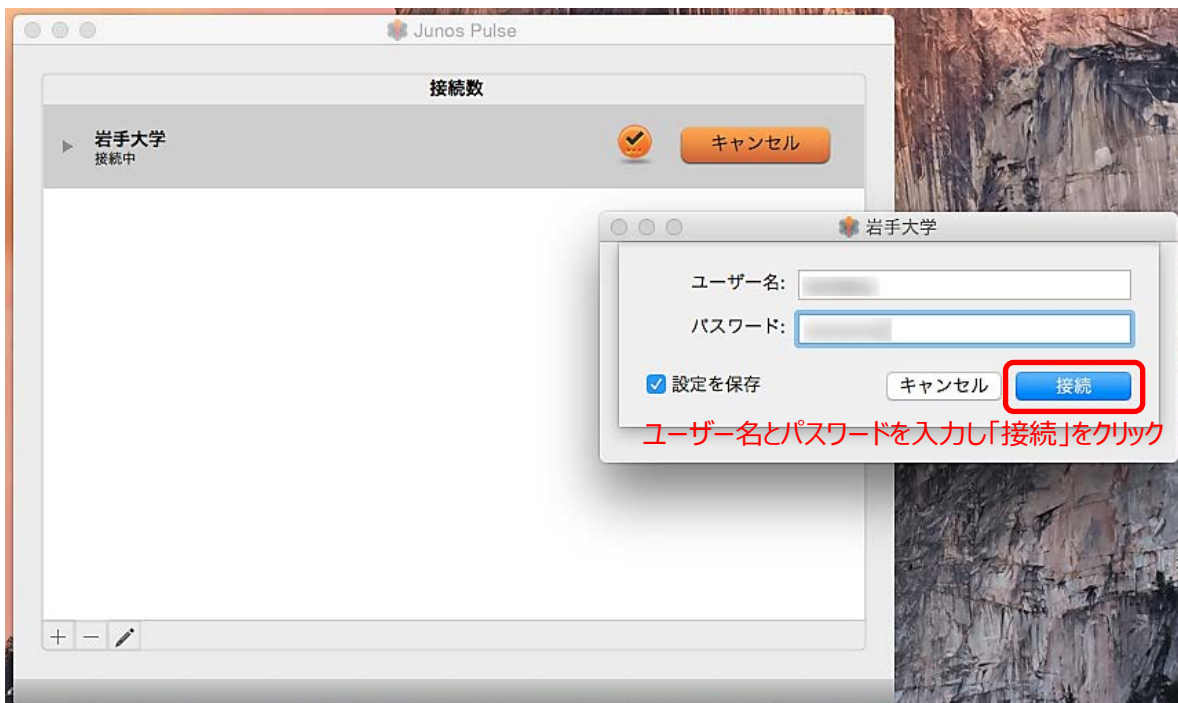 Junos Pulse
接続数
岩手大学
接続中
キャンセル
岩手大学
ユーザー名:
パスワード:
設定を保存
キャンセル
接続
ユーザー名とパスワードを入力し「接続」をクリック